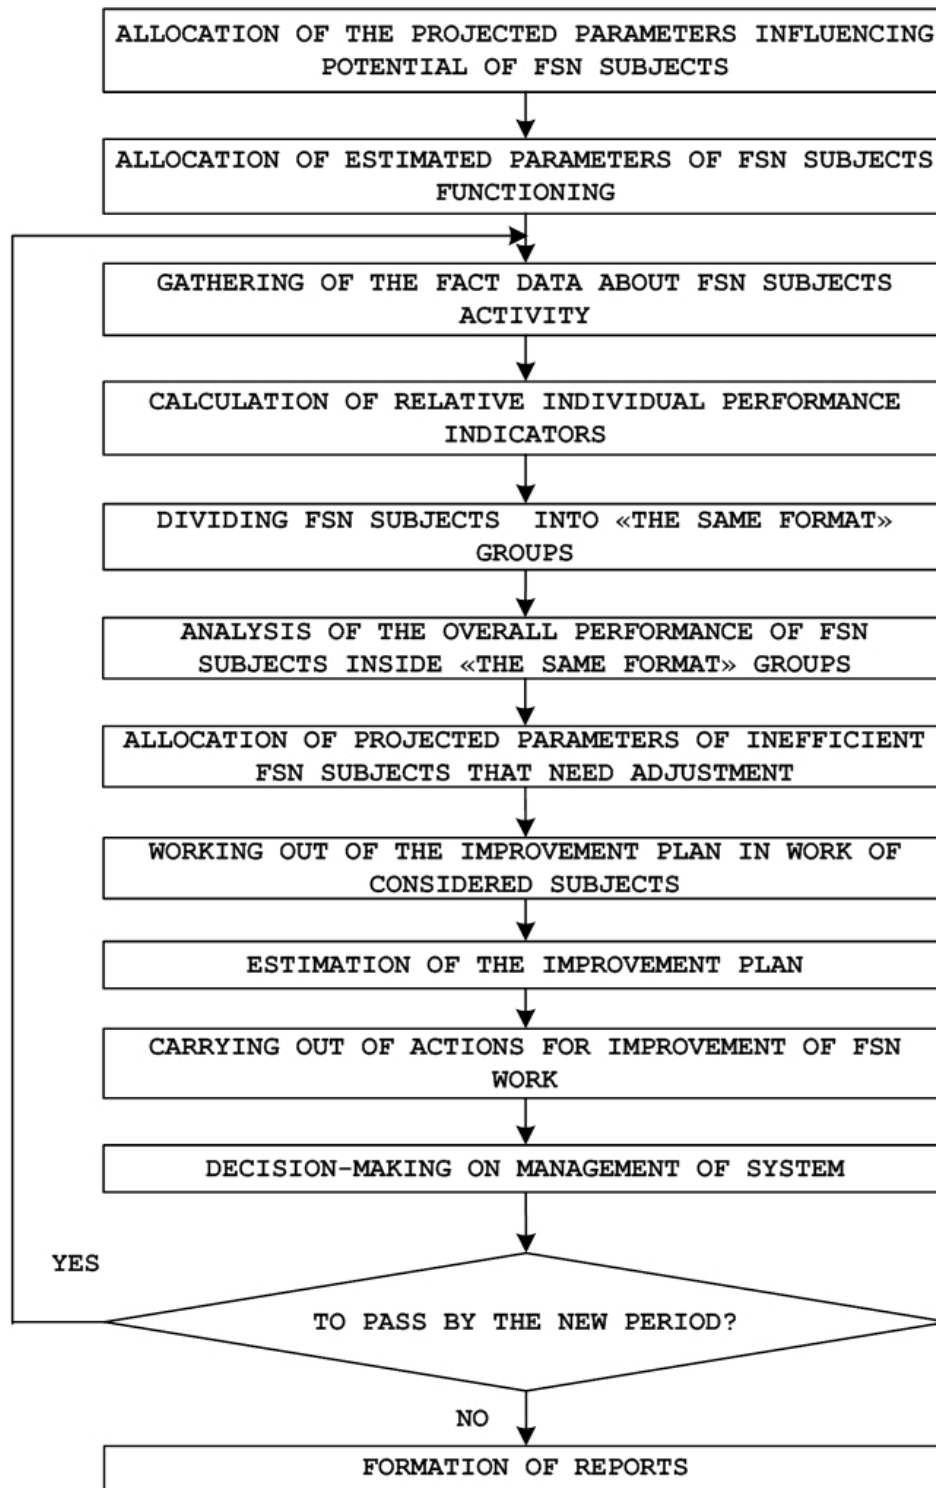 ALLOCATION OF THE PROJECTED PARAMETERS INFLUENCING
POTENTIAL OF FSN SUBJECTS
ALLOCATION OF ESTIMATED PARAMETERS OF FSN SUBJECTS
FUNCTIONING
GATHERING OF THE FACT DATA ABOUT FSN SUBJECTS
ACTIVITY
CALCULATION OF RELATIVE INDIVIDUAL PERFORMANCE
INDICATORS
DIVIDING FSN SUBJECTS INTO «THE SAME FORMAT»
GROUPS
ANALYSIS OF THE OVERALL PERFORMANCE OF FSN
SUBJECTS INSIDE «THE SAME FORMAT» GROUPS
ALLOCATION OF PROJECTED PARAMETERS OF INEFFICIENT
FSN SUBJECTS THAT NEED ADJUSTMENT
WORKING OUT OF THE IMPROVEMENT PLAN IN WORK OF
CONSIDERED SUBJECTS
ESTIMATION OF THE IMPROVEMENT PLAN
CARRYING OUT OF ACTIONS FOR IMPROVEMENT OF FSN
WORK
DECISION-MAKING ON MANAGEMENT OF SYSTEM
YES
TO PASS BY THE NEW PERIOD?
NO
FORMATION OF REPORTS